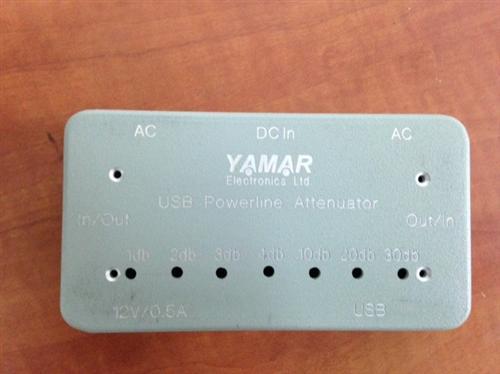 AC DC In AC
YAMAR
Electronics Ltd.
USB Powerline Attenuator
In/Out Out/In
1db 2db 3db 4db 10db 20db 30db
12V/0.5A USB